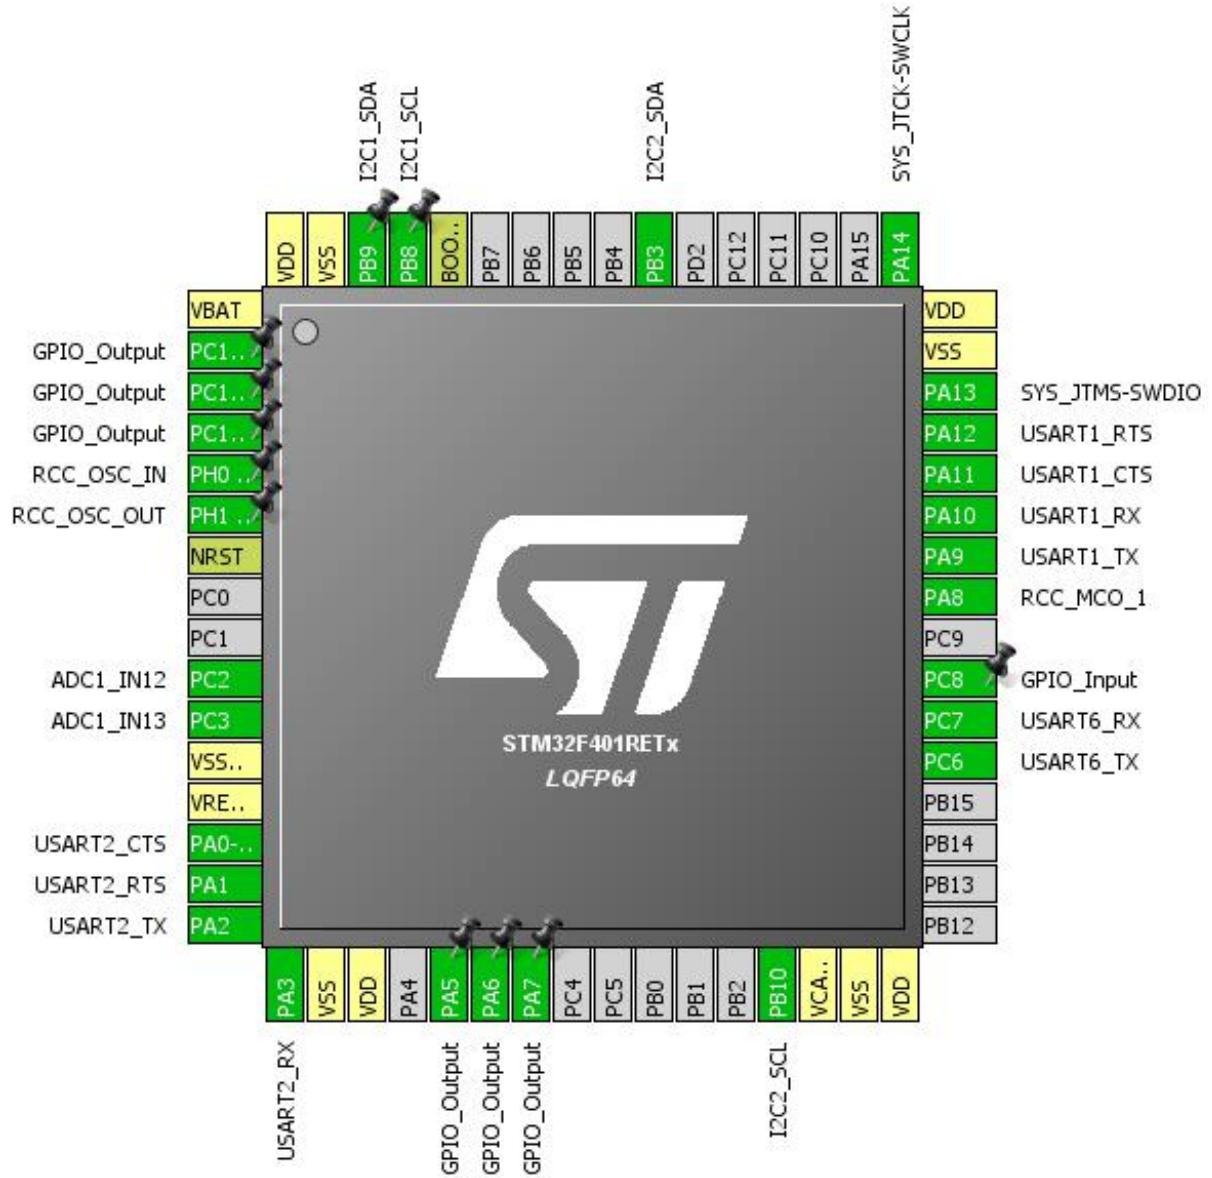 SYS_JTCK-SWCLK
I2C1_SDA
I2C1_SCL
I2C2_SDA
VDD
VSS
PB9
PB8
BOO..
PB7
PB6
PB5
PB4
PB3
PD2
PC12
PC11
PC10
PA15
PA14
VBAT
GPIO_Output PC1..
GPIO_Output PC1..
GPIO_Output PC1..
RCC_OSC_IN PH0 ..
RCC_OSC_OUT PH1 ..
NRST
PC0
PC1
ADC1_IN12 PC2
ADC1_IN13 PC3
VSS..
VRE..
USART2_CTS PA0-..
USART2_RTS PA1
USART2_TX PA2
STM32F401RETx
LQFP64
VDD
VSS
PA13 SYS_JTMS-SWDIO
PA12 USART1_RTS
PA11 USART1_CTS
PA10 USART1_RX
PA9 USART1_TX
PA8 RCC_MCO_1
PC9
PC8 GPIO_Input
PC7 USART6_RX
PC6 USART6_TX
PB15
PB14
PB13
PB12
PA3
VSS
VDD
PA4
PA5
PA6
PA7
PC4
PC5
PB0
PB1
PB2
PB10
VCA..
VSS
VDD
USART2_RX
GPIO_Output
GPIO_Output
GPIO_Output
I2C2_SCL